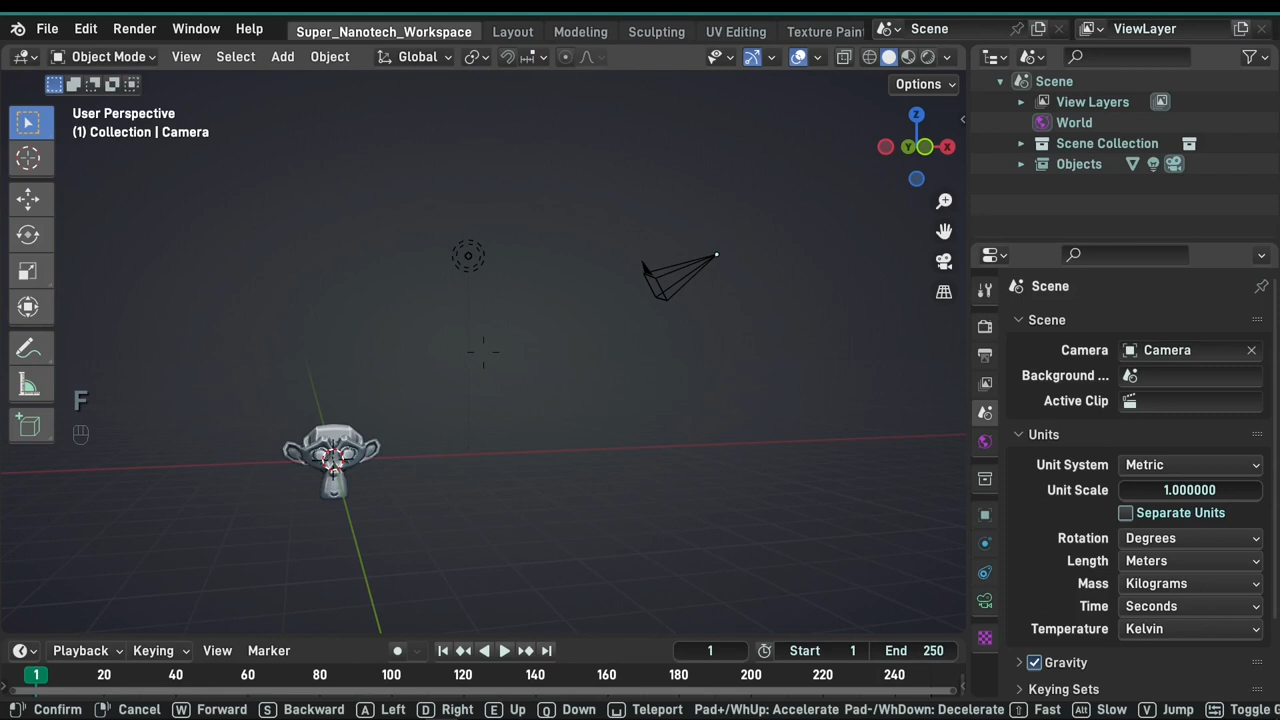 File Edit Render Window Help Super_Nanotech_Workspace Layout Modeling Sculpting UV Editing Texture Pain Scene ViewLayer
Object Mode View Select Add Object Global
Options
User Perspective
(1) Collection | Camera
Z
Y
X
F
Scene
View Layers
World
Scene Collection
Objects
Scene
Scene
Camera Camera
Background ...
Active Clip
Units
Unit System Metric
Unit Scale 1.000000
Separate Units
Rotation Degrees
Length Meters
Mass Kilograms
Time Seconds
Temperature Kelvin
Gravity
Keying Sets
Playback Keying View Marker 1 Start 1 End 250
1 20 40 60 80 100 120 140 160 180 200 220 240
Confirm Cancel W Forward S Backward A Left D Right E Up Q Down Teleport Pad+/WhUp: Accelerate Pad-/WhDown: Decelerate Fast Alt Slow V Jump Toggle G